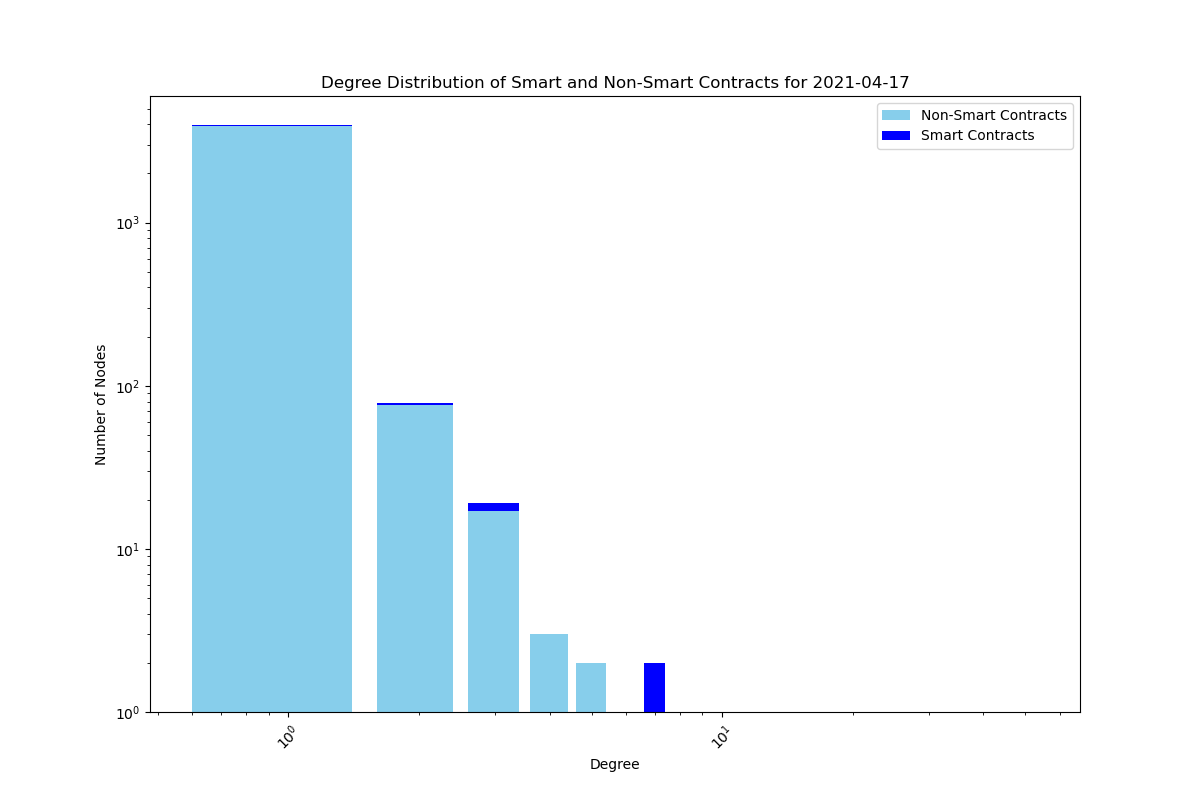 Degree Distribution of Smart and Non-Smart Contracts for 2021-04-17
Non-Smart Contracts
Smart Contracts
Number of Nodes
10³
10²
10¹
10⁰
10⁰
10¹
Degree